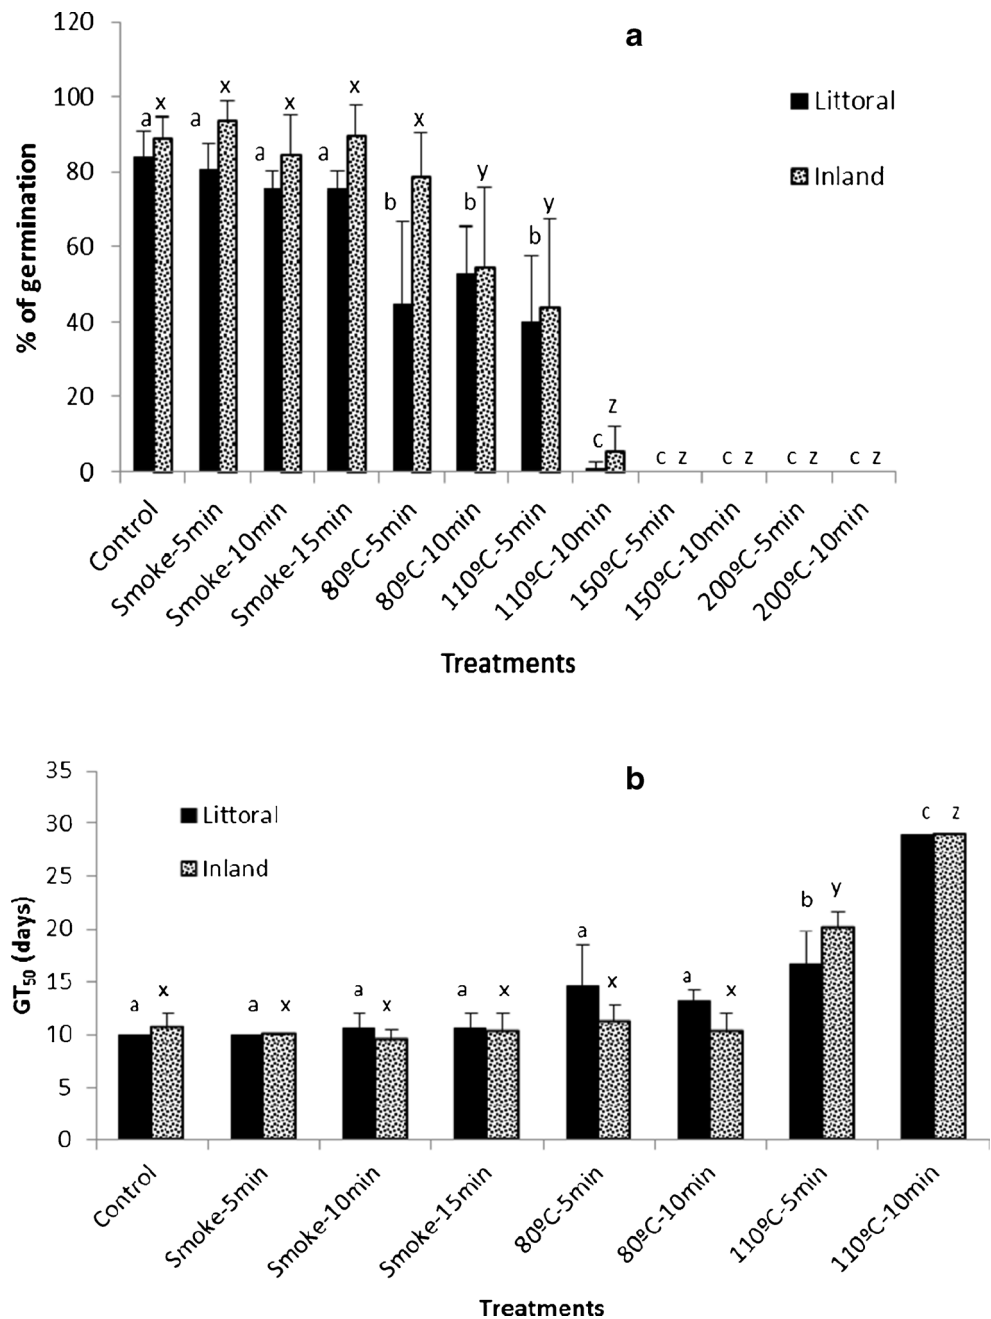 a
Littoral
Inland
% of germination
120
100
80
60
40
20
0
a x a x a x a x b x b y b y c z c z c z c z c z
Control Smoke-5min Smoke-10min Smoke-15min 80ºC-5min 80ºC-10min 110ºC-5min 110ºC-10min 150ºC-5min 150ºC-10min 200ºC-5min 200ºC-10min
Treatments
b
Littoral
Inland
GT50 (days)
35
30
25
20
15
10
5
0
a x a x a x a x a x a x b y c z
Control Smoke-5min Smoke-10min Smoke-15min 80ºC-5min 80ºC-10min 110ºC-5min 110ºC-10min
Treatments